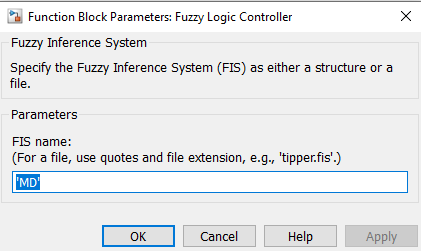 Function Block Parameters: Fuzzy Logic Controller
Fuzzy Inference System
Specify the Fuzzy Inference System (FIS) as either a structure or a
file.
Parameters
FIS name:
(For a file, use quotes and file extension, e.g., 'tipper.fis'.)
'MD'
OK Cancel Help Apply